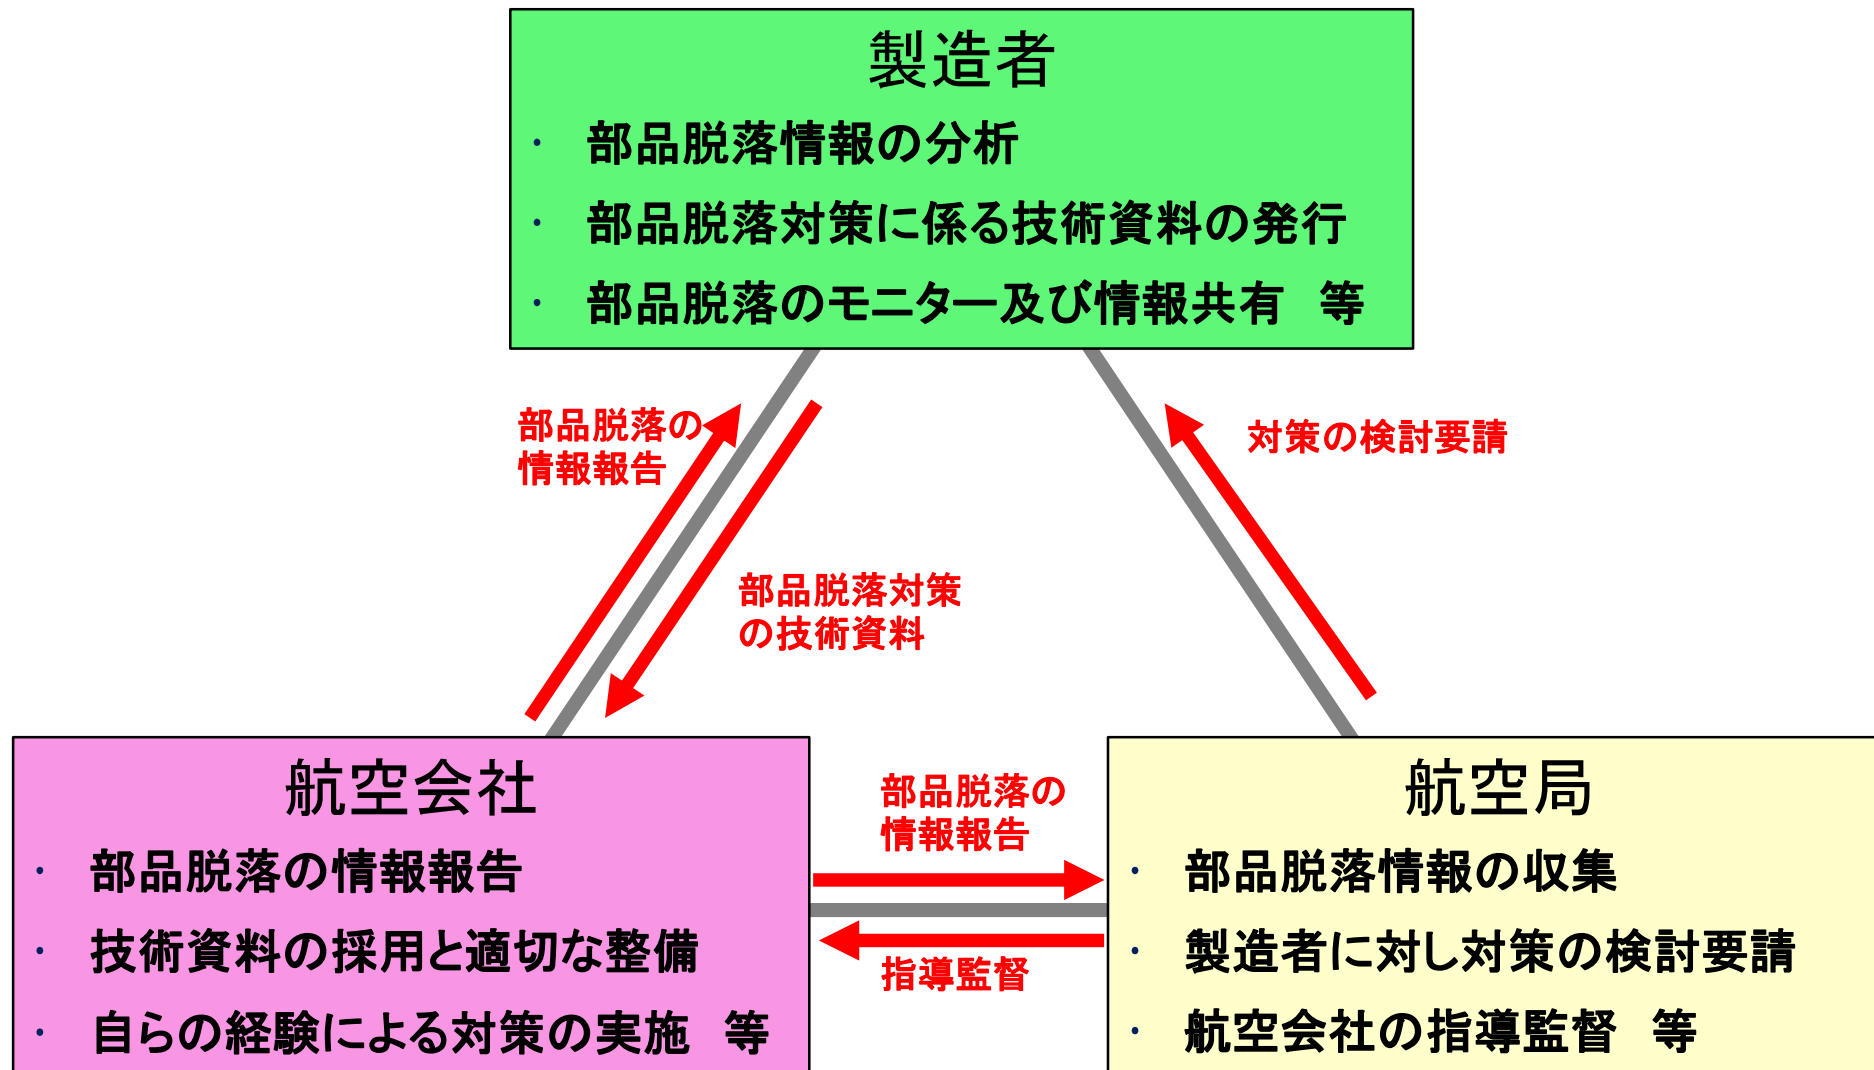 製造者
・ 部品脱落情報の分析
・ 部品脱落対策に係る技術資料の発行
・ 部品脱落のモニター及び情報共有　等
部品脱落の
情報報告
対策の検討要請
部品脱落対策
の技術資料
航空会社
・ 部品脱落の情報報告
・ 技術資料の採用と適切な整備
・ 自らの経験による対策の実施　等
部品脱落の
情報報告
指導監督
航空局
・ 部品脱落情報の収集
・ 製造者に対し対策の検討要請
・ 航空会社の指導監督　等